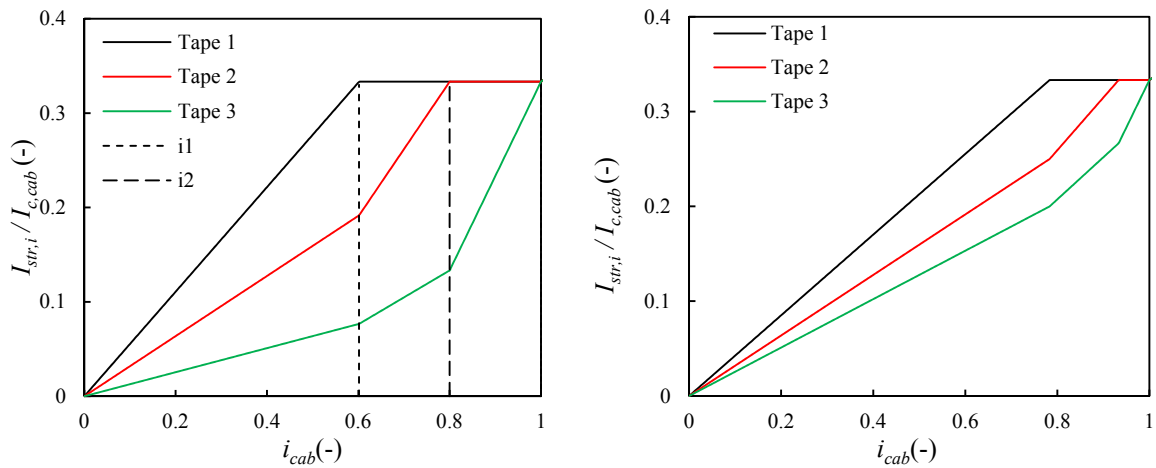 0.4
0.3
0.2
0.1
0
I_str,i / I_c,cab (-)
Tape 1
Tape 2
Tape 3
i1
i2
0 0.2 0.4 0.6 0.8 1
i_cab(-)
0.4
0.3
0.2
0.1
0
I_str,i / I_c,cab (-)
Tape 1
Tape 2
Tape 3
0 0.2 0.4 0.6 0.8 1
i_cab(-)